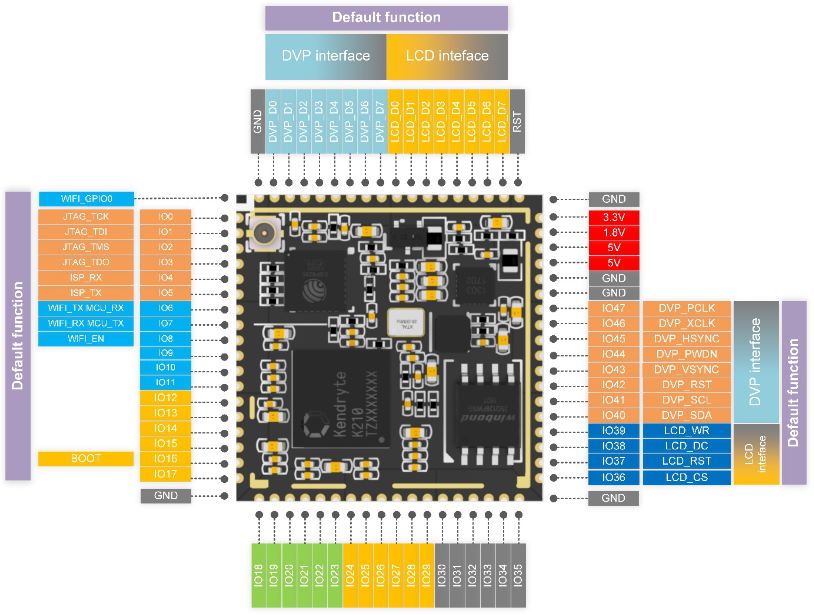 Default function
DVP interface
LCD inteface
GND
DVP_D0
DVP_D1
DVP_D2
DVP_D3
DVP_D4
DVP_D5
DVP_D6
DVP_D7
LCD_D0
LCD_D1
LCD_D2
LCD_D3
LCD_D4
LCD_D5
LCD_D6
LCD_D7
RST
Default function
WIFI_GPIO0
JTAG_TCK IO0
JTAG_TDI IO1
JTAG_TMS IO2
JTAG_TDO IO3
ISP_RX IO4
ISP_TX IO5
WIFI_TX MCU_RX IO6
WIFI_RX MCU_TX IO7
WIFI_EN IO8
IO9
IO10
IO11
IO12
IO13
IO14
IO15
BOOT IO16
IO17
GND
XTAL
Kendryte
K210
TZXXXXXXX
winbond
GND
3.3V
1.8V
5V
5V
GND
GND
IO47 DVP_PCLK
IO46 DVP_XCLK
IO45 DVP_HSYNC
IO44 DVP_PWDN
IO43 DVP_VSYNC
IO42 DVP_RST
IO41 DVP_SCL
IO40 DVP_SDA
IO39 LCD_WR
IO38 LCD_DC
IO37 LCD_RST
IO36 LCD_CS
GND
DVP interface
LCD
inteface
Default function
IO18
IO19
IO20
IO21
IO22
IO23
IO24
IO25
IO26
IO27
IO28
IO29
IO30
IO31
IO32
IO33
IO34
IO35